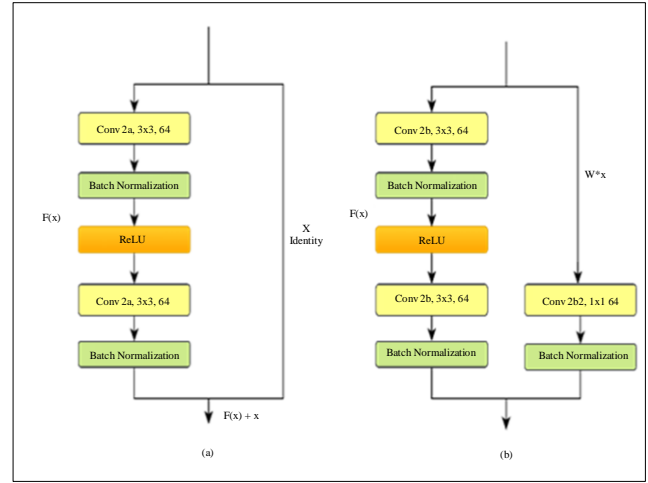 Conv 2a, 3x3, 64
Batch Normalization
F(x)
ReLU
X
Identity
Conv 2a, 3x3, 64
Batch Normalization
F(x) + x
(a)
Conv 2b, 3x3, 64
W*x
Batch Normalization
F(x)
ReLU
Conv 2b, 3x3, 64
Conv 2b2, 1x1 64
Batch Normalization
Batch Normalization
(b)